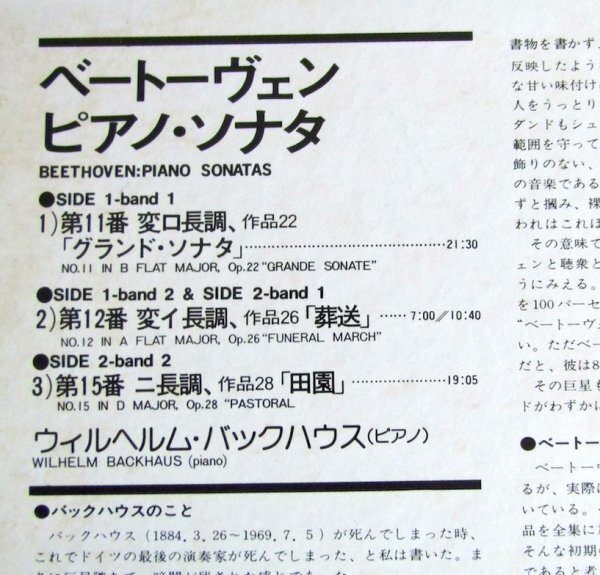 ベートーヴェン
ピアノ・ソナタ
BEETHOVEN:PIANO SONATAS
●SIDE 1-band 1
1)第11番 変ロ長調、作品22
「グランド・ソナタ」……………………………………21:30
NO.11 IN B FLAT MAJOR, Op.22 “GRANDE SONATE”
●SIDE 1-band 2 & SIDE 2-band 1
2)第12番 変イ長調、作品26「葬送」……7:00//10:40
NO.12 IN A FLAT MAJOR, Op.26 “FUNERAL MARCH”
●SIDE 2-band 2
3)第15番 ニ長調、作品28「田園」………………19:05
NO.15 IN D MAJOR, Op.28 “PASTORAL
ウィルヘルム・バックハウス(ピアノ)
WILHELM BACKHAUS (piano)
●バックハウスのこと
バックハウス (1884. 3. 26～1969. 7. 5) が死んでしまった時、
これでドイツの最後の演奏家が死んでしまった、と私は書いた。ま
書物を書かず、
反映したよう
な甘い味付け
人をうっとり
ダンドもシュ
範囲を守って
飾りのない、
の音楽である
ずと摑み、裸
われはこれは
その意味で
ェンと聴衆と
うにみえる。
を100パーセ
“ベートーヴ
い。ただベー
だと、彼は8
その巨星も
ドがわずかに
●ベートー
ベートーヴ
るが、実際に
いている。
品を全集に
そんな初期の
であると考